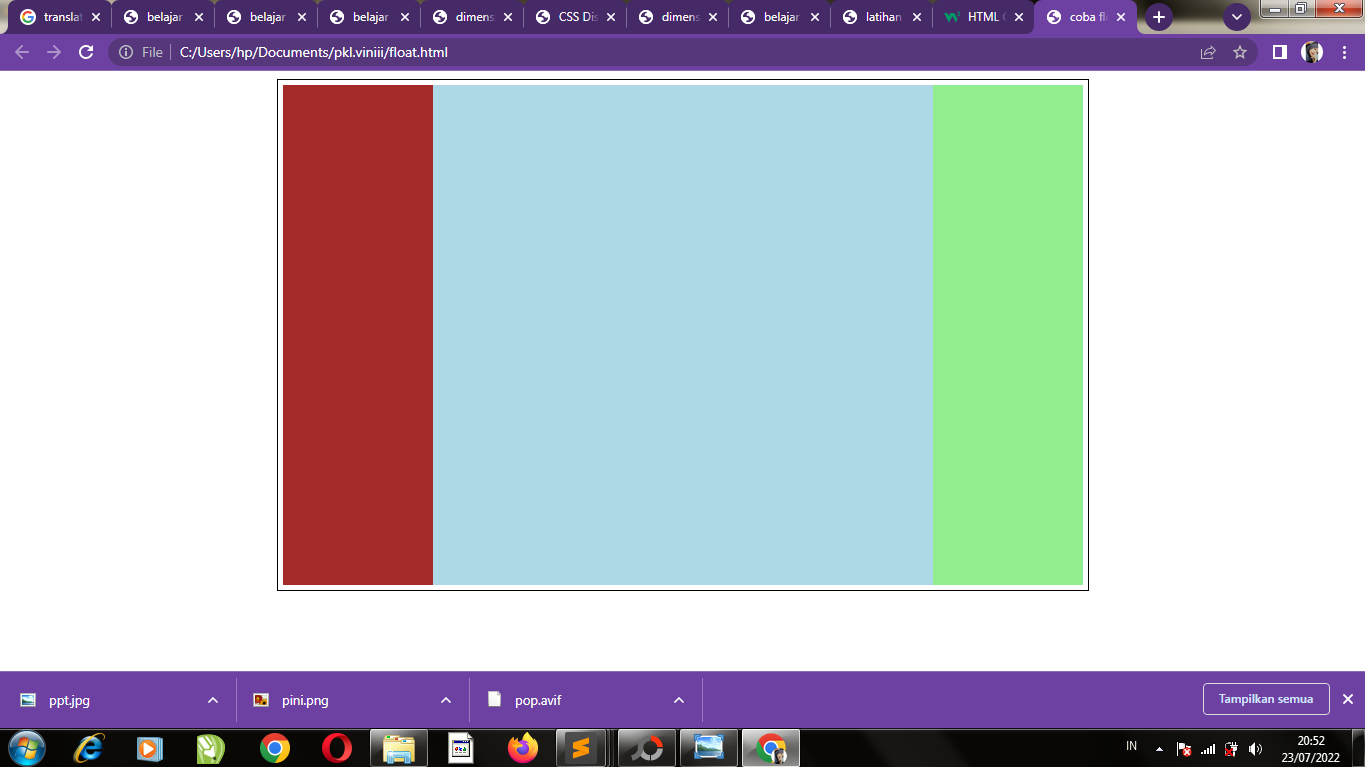 translat
belajar
belajar
belajar
dimens
CSS Dis
dimens
belajar
latihan
HTML C
coba fl
File
C:/Users/hp/Documents/pkl.viniii/float.html
ppt.jpg
pini.png
pop.avif
Tampilkan semua
IN
20:52
23/07/2022